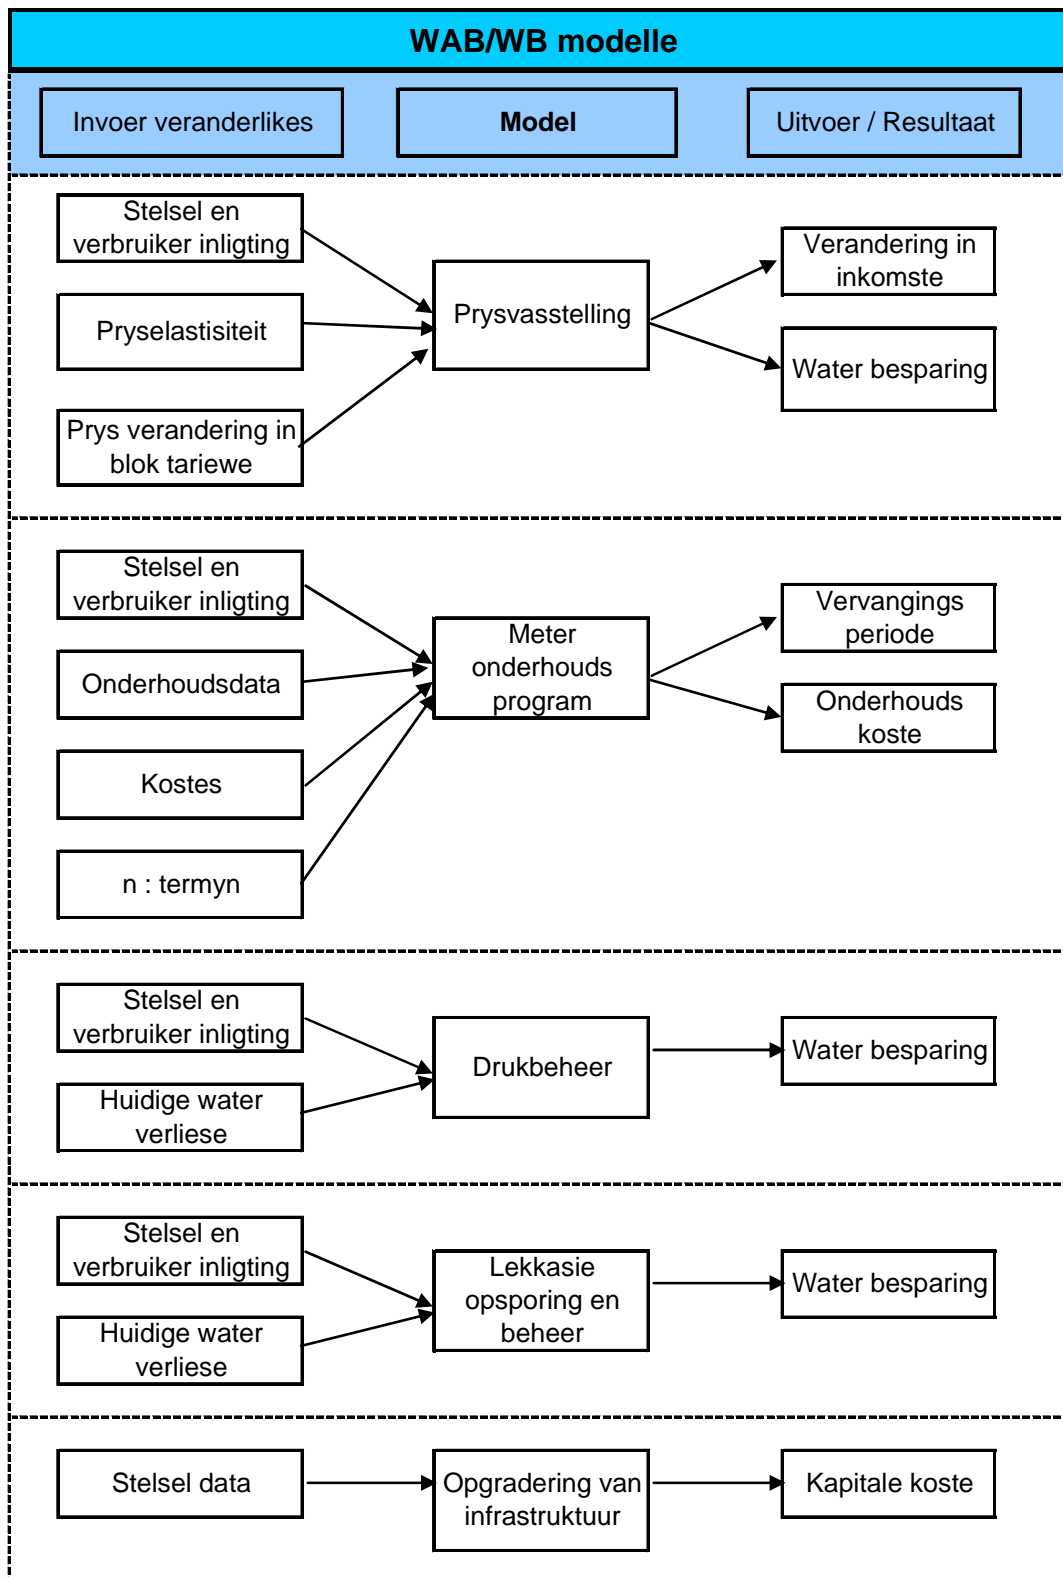 WAB/WB modelle
Invoer veranderlikes
Model
Uitvoer / Resultaat
Stelsel en
verbruiker inligting
Pryselastisiteit
Prys verandering in
blok tariewe
Prysvasstelling
Verandering in
inkomste
Water besparing
Stelsel en
verbruiker inligting
Onderhoudsdata
Kostes
n : termyn
Meter
onderhouds
program
Vervangings
periode
Onderhouds
koste
Stelsel en
verbruiker inligting
Huidige water
verliese
Drukbeheer
Water besparing
Stelsel en
verbruiker inligting
Huidige water
verliese
Lekkasie
opsporing en
beheer
Water besparing
Stelsel data
Opgradering van
infrastruktuur
Kapitale koste